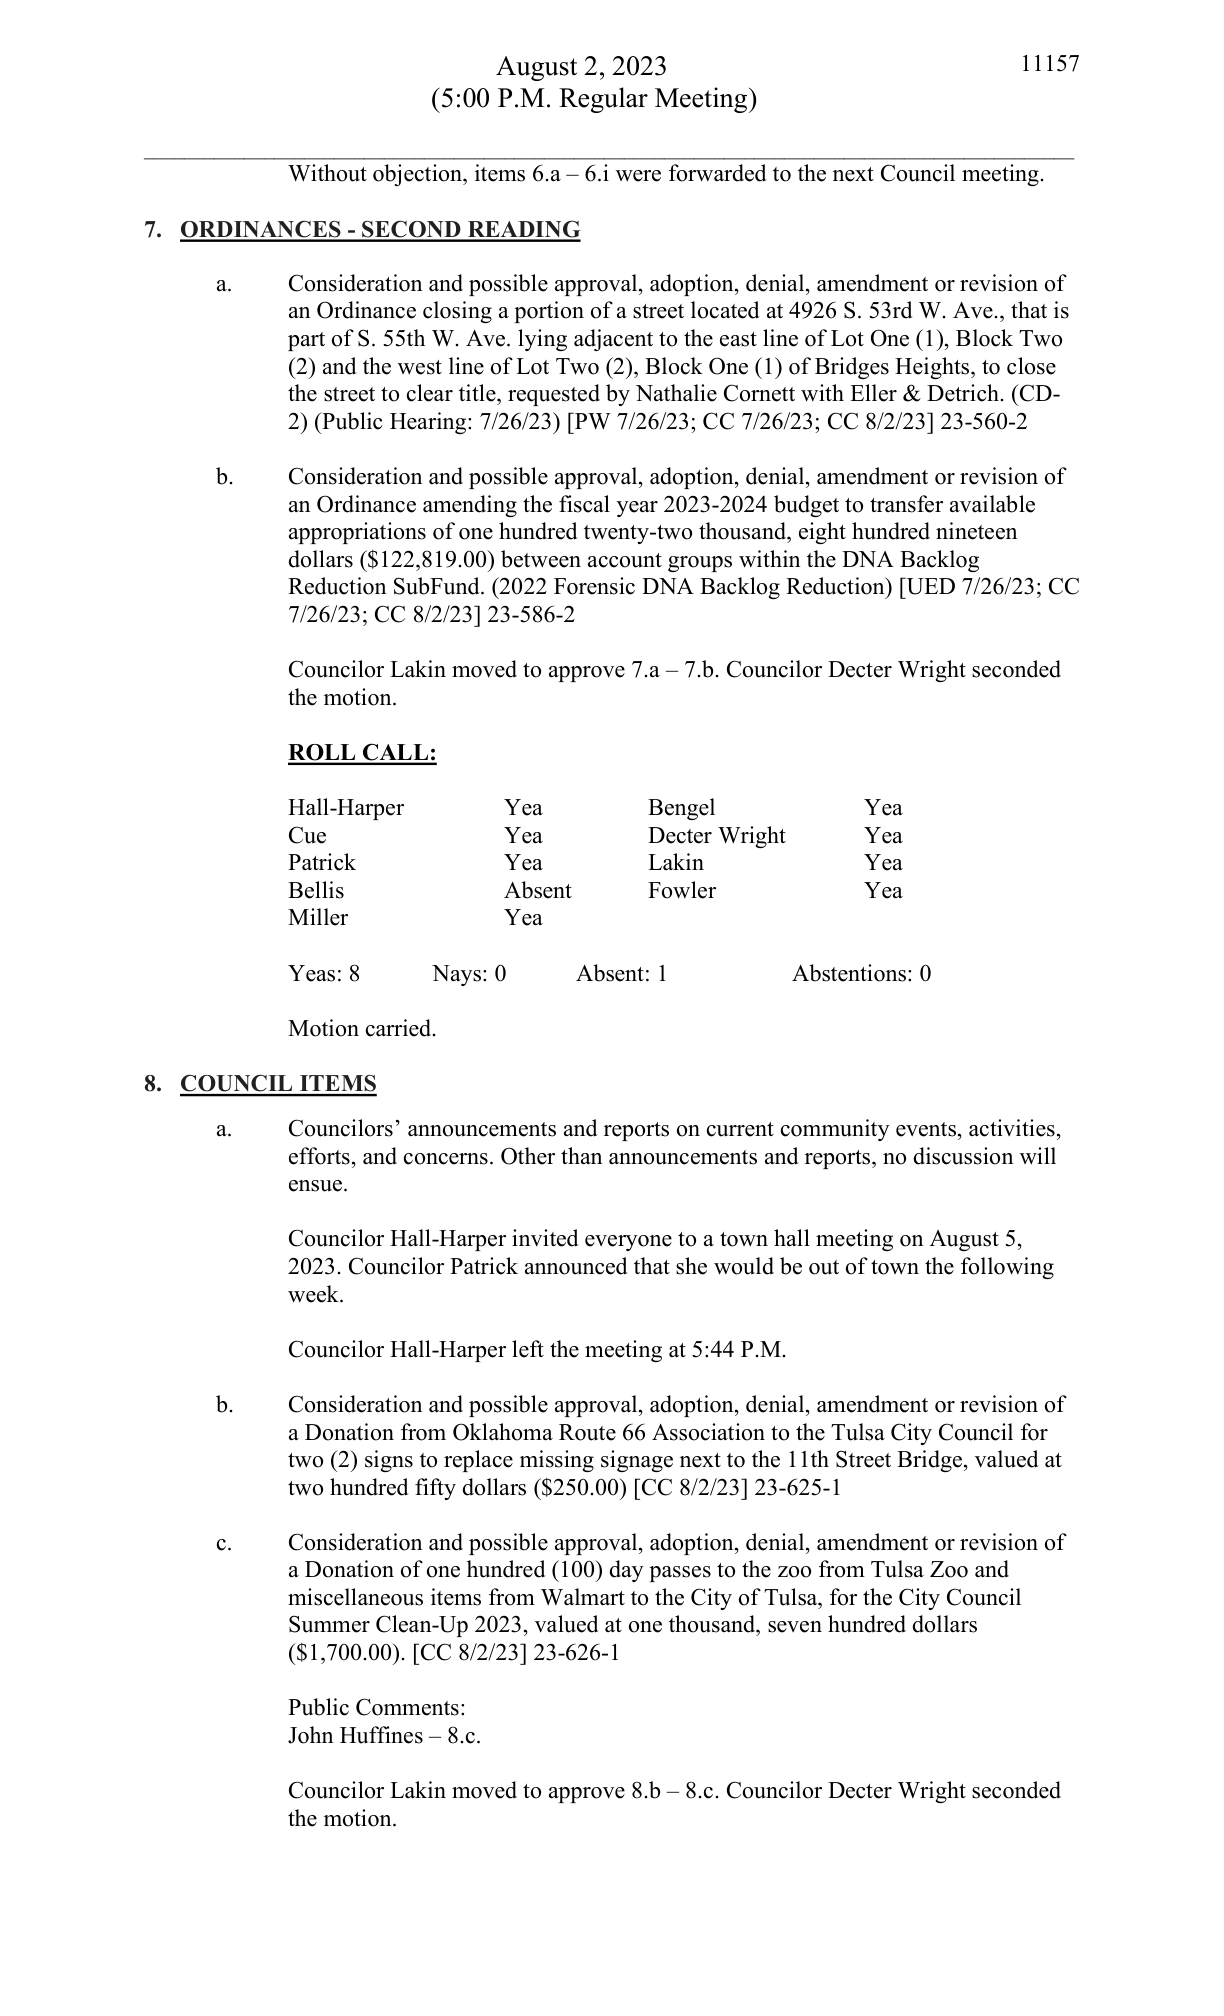 August 2, 2023
11157
(5:00 P.M. Regular Meeting)
Without objection, items 6.a – 6.i were forwarded to the next Council meeting.
7. ORDINANCES - SECOND READING
a. Consideration and possible approval, adoption, denial, amendment or revision of
an Ordinance closing a portion of a street located at 4926 S. 53rd W. Ave., that is
part of S. 55th W. Ave. lying adjacent to the east line of Lot One (1), Block Two
(2) and the west line of Lot Two (2), Block One (1) of Bridges Heights, to close
the street to clear title, requested by Nathalie Cornett with Eller & Detrich. (CD-
2) (Public Hearing: 7/26/23) [PW 7/26/23; CC 7/26/23; CC 8/2/23] 23-560-2
b. Consideration and possible approval, adoption, denial, amendment or revision of
an Ordinance amending the fiscal year 2023-2024 budget to transfer available
appropriations of one hundred twenty-two thousand, eight hundred nineteen
dollars ($122,819.00) between account groups within the DNA Backlog
Reduction SubFund. (2022 Forensic DNA Backlog Reduction) [UED 7/26/23; CC
7/26/23; CC 8/2/23] 23-586-2
Councilor Lakin moved to approve 7.a – 7.b. Councilor Decter Wright seconded
the motion.
ROLL CALL:
Hall-Harper Yea Bengel Yea
Cue Yea Decter Wright Yea
Patrick Yea Lakin Yea
Bellis Absent Fowler Yea
Miller Yea
Yeas: 8 Nays: 0 Absent: 1 Abstentions: 0
Motion carried.
8. COUNCIL ITEMS
a. Councilors’ announcements and reports on current community events, activities,
efforts, and concerns. Other than announcements and reports, no discussion will
ensue.
Councilor Hall-Harper invited everyone to a town hall meeting on August 5,
2023. Councilor Patrick announced that she would be out of town the following
week.
Councilor Hall-Harper left the meeting at 5:44 P.M.
b. Consideration and possible approval, adoption, denial, amendment or revision of
a Donation from Oklahoma Route 66 Association to the Tulsa City Council for
two (2) signs to replace missing signage next to the 11th Street Bridge, valued at
two hundred fifty dollars ($250.00) [CC 8/2/23] 23-625-1
c. Consideration and possible approval, adoption, denial, amendment or revision of
a Donation of one hundred (100) day passes to the zoo from Tulsa Zoo and
miscellaneous items from Walmart to the City of Tulsa, for the City Council
Summer Clean-Up 2023, valued at one thousand, seven hundred dollars
($1,700.00). [CC 8/2/23] 23-626-1
Public Comments:
John Huffines – 8.c.
Councilor Lakin moved to approve 8.b – 8.c. Councilor Decter Wright seconded
the motion.